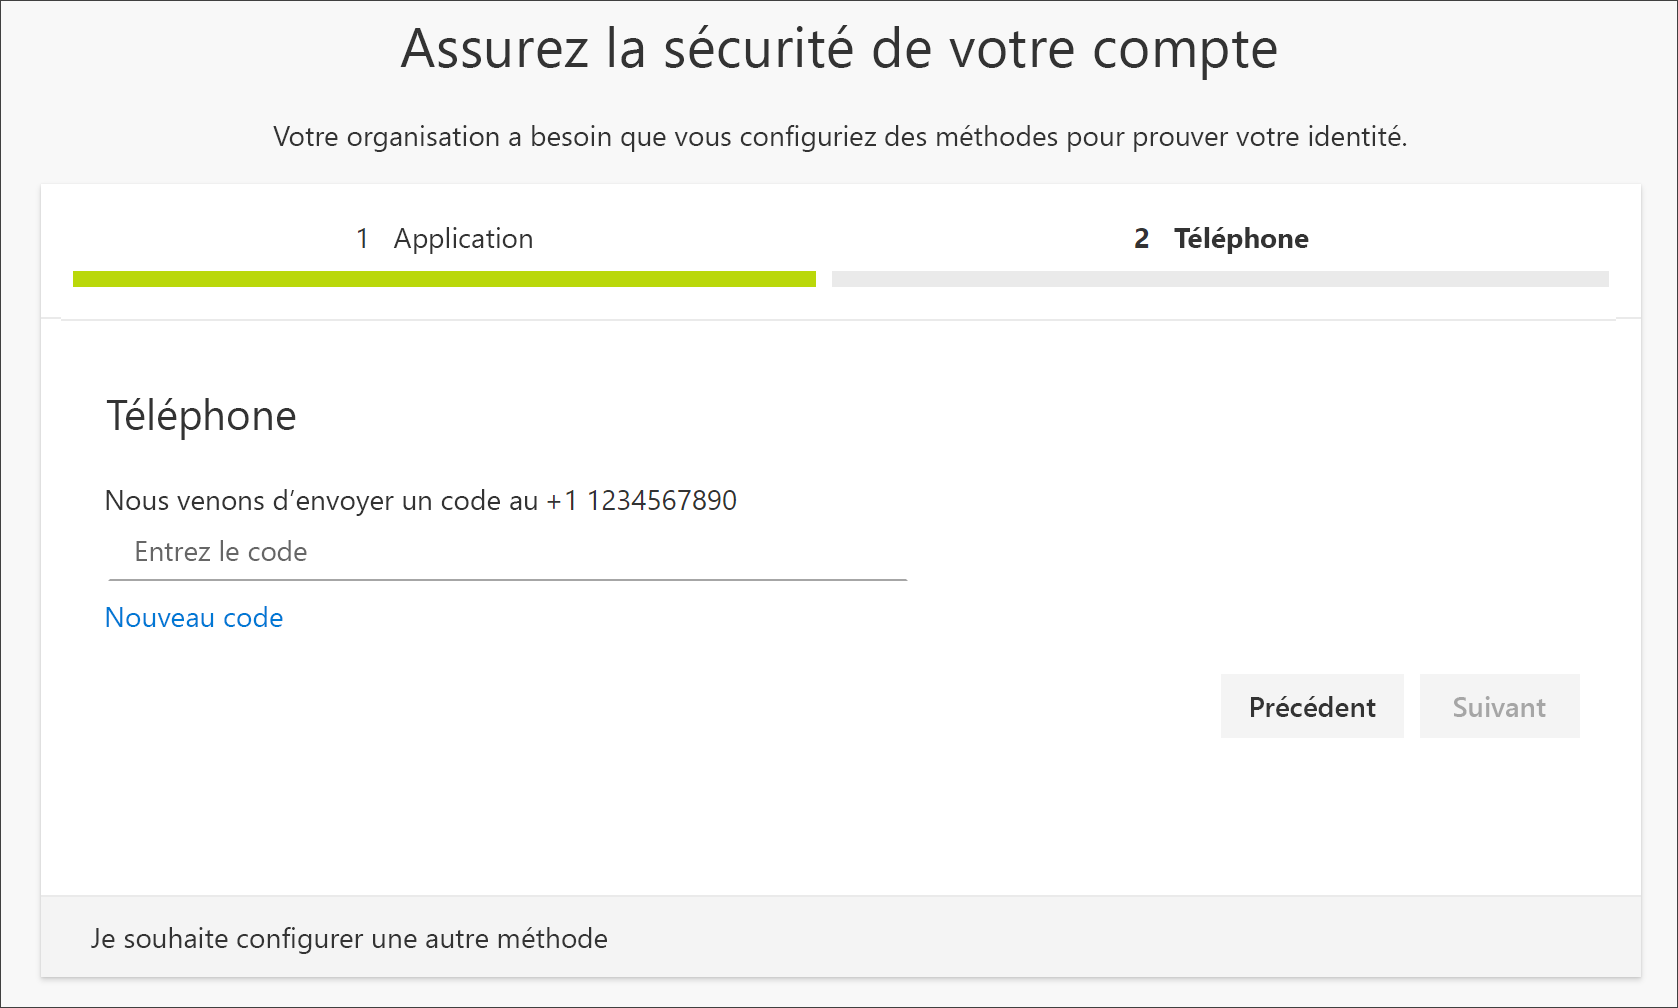 Assurez la sécurité de votre compte
Votre organisation a besoin que vous configuriez des méthodes pour prouver votre identité.
1 Application
2 Téléphone
Téléphone
Nous venons d’envoyer un code au +1 1234567890
Entrez le code
Nouveau code
Précédent
Suivant
Je souhaite configurer une autre méthode